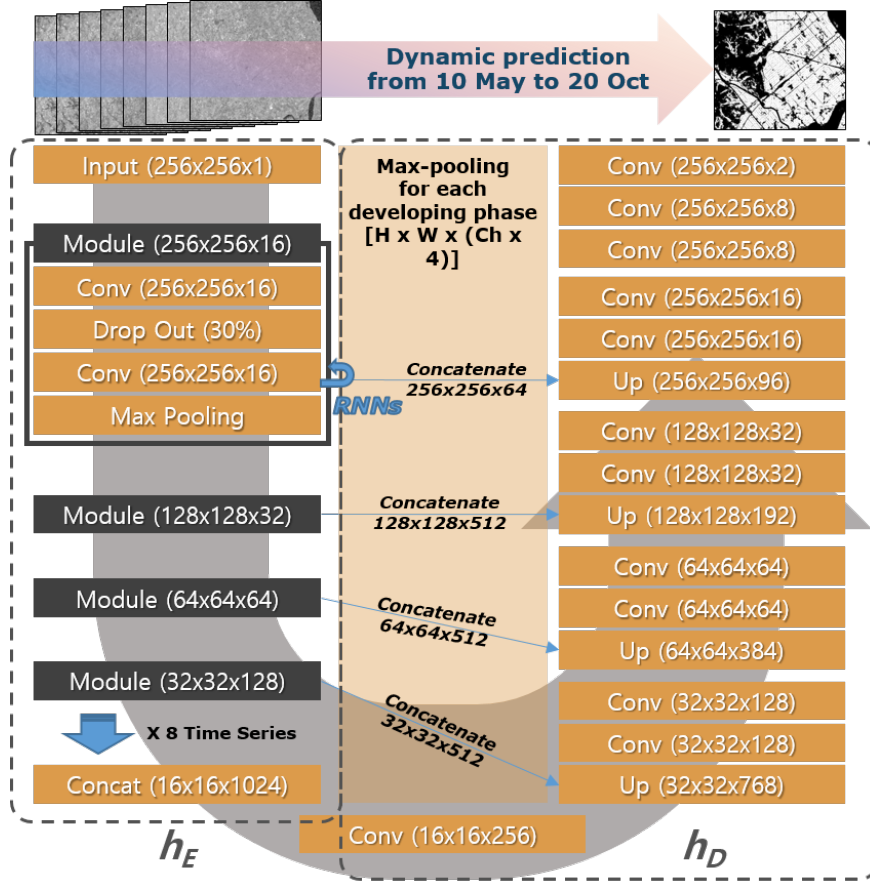 Dynamic prediction
from 10 May to 20 Oct
Input (256x256x1)
Module (256x256x16)
Conv (256x256x16)
Drop Out (30%)
Conv (256x256x16)
Max Pooling
RNNs
Module (128x128x32)
Module (64x64x64)
Module (32x32x128)
X 8 Time Series
Concat (16x16x1024)
h_E
Max-pooling
for each
developing phase
[H x W x (Ch x
4)]
Concatenate
256x256x64
Concatenate
128x128x512
Concatenate
64x64x512
Concatenate
32x32x512
Conv (16x16x256)
Conv (256x256x2)
Conv (256x256x8)
Conv (256x256x8)
Conv (256x256x16)
Conv (256x256x16)
Up (256x256x96)
Conv (128x128x32)
Conv (128x128x32)
Up (128x128x192)
Conv (64x64x64)
Conv (64x64x64)
Up (64x64x384)
Conv (32x32x128)
Conv (32x32x128)
Up (32x32x768)
h_D